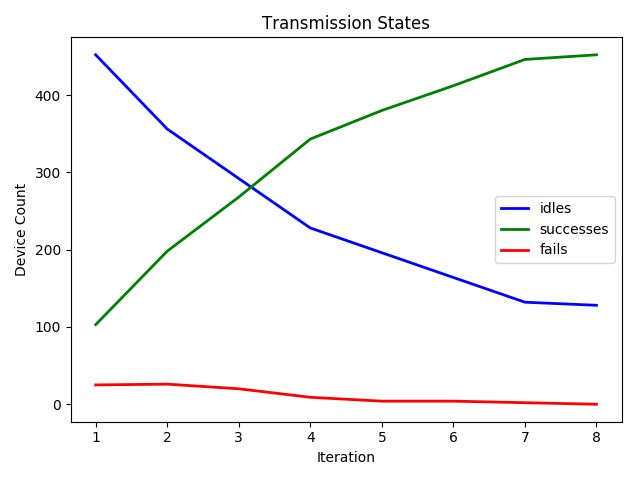 Transmission States
Device Count
400
300
200
100
0
idles
successes
fails
1 2 3 4 5 6 7 8
Iteration